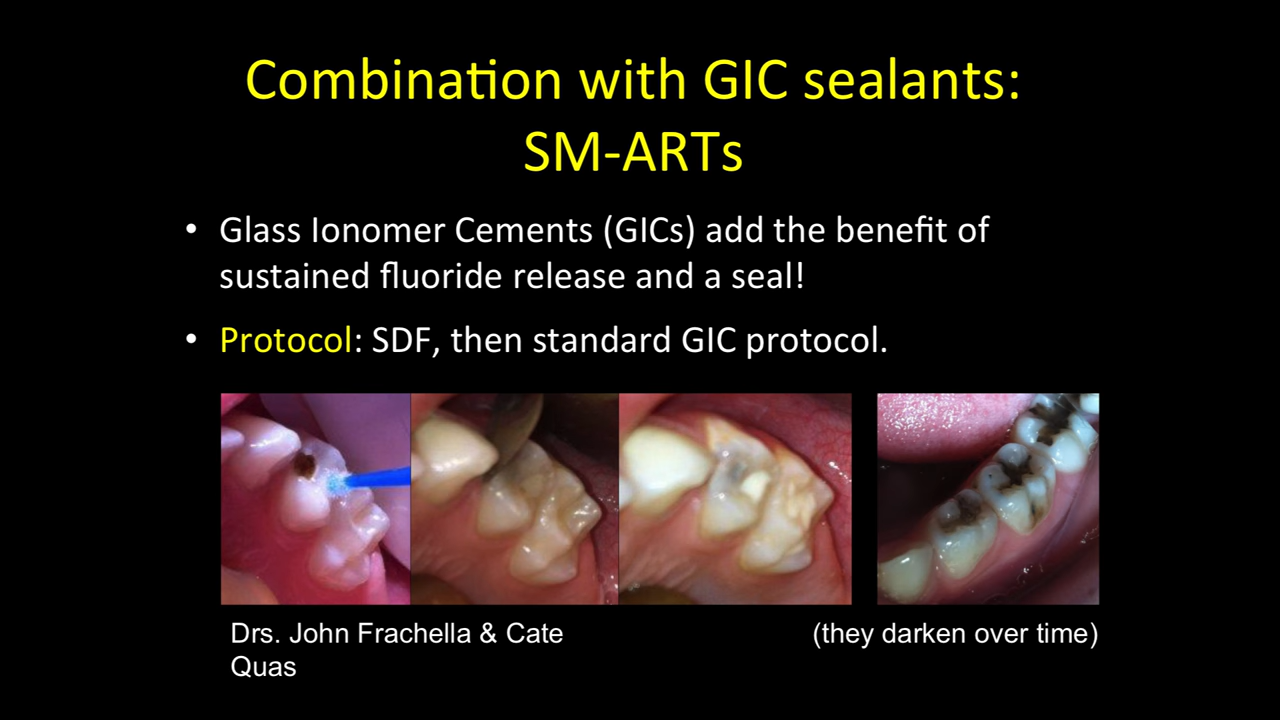 Combination with GIC sealants:
SM-ARTs
• Glass Ionomer Cements (GICs) add the benefit of
sustained fluoride release and a seal!
• Protocol: SDF, then standard GIC protocol.
Drs. John Frachella & Cate
Quas
(they darken over time)